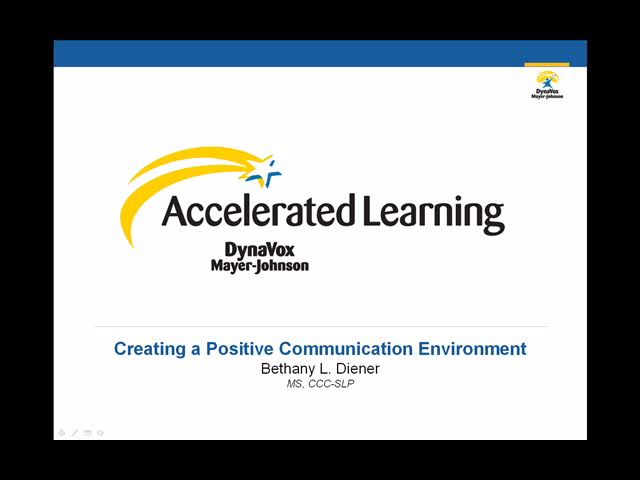 DynaVox
Mayer-Johnson
Accelerated Learning
DynaVox
Mayer-Johnson
Creating a Positive Communication Environment
Bethany L. Diener
MS, CCC-SLP